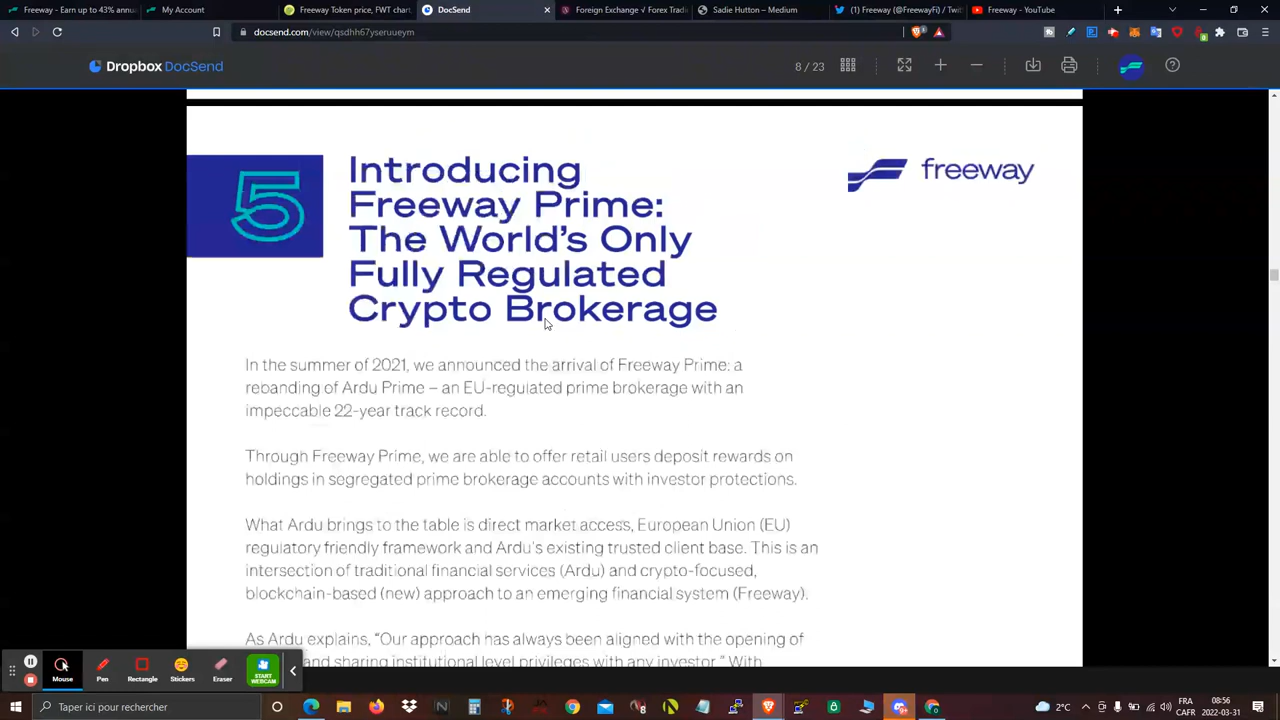 Freeway - Earn up to 43% annua
My Account
Freeway Token price, FWT chart,
DocSend
Foreign Exchange √ Forex Tradi
Sadie Hutton – Medium
(1) Freeway (@FreewayFi) / Twitt
Freeway - YouTube
docsend.com/view/qsdhh67yseruueym
Dropbox DocSend
8 / 23
5
Introducing
Freeway Prime:
The World's Only
Fully Regulated
Crypto Brokerage
freeway
In the summer of 2021, we announced the arrival of Freeway Prime: a
rebanding of Ardu Prime – an EU-regulated prime brokerage with an
impeccable 22-year track record.
Through Freeway Prime, we are able to offer retail users deposit rewards on
holdings in segregated prime brokerage accounts with investor protections.
What Ardu brings to the table is direct market access, European Union (EU)
regulatory friendly framework and Ardu's existing trusted client base. This is an
intersection of traditional financial services (Ardu) and crypto-focused,
blockchain-based (new) approach to an emerging financial system (Freeway).
As Ardu explains, "Our approach has always been aligned with the opening of
and sharing institutional level privileges with any investor." With
Mouse
Pen
Rectangle
Stickers
Eraser
START
WEBCAM
Taper ici pour rechercher
2°C
FRA
CAFR
08:56
2022-03-31